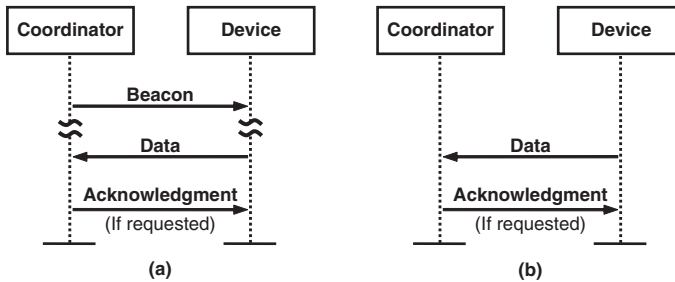 Coordinator
Device
Beacon
Data
Acknowledgment
(If requested)
(a)
Coordinator
Device
Data
Acknowledgment
(If requested)
(b)